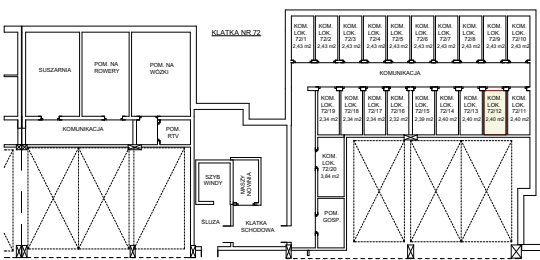 KLATKA NR 72
KOM. LOK. 72/1 2,43 m2
KOM. LOK. 72/2 2,43 m2
KOM. LOK. 72/3 2,43 m2
KOM. LOK. 72/4 2,43 m2
KOM. LOK. 72/5 2,43 m2
KOM. LOK. 72/6 2,43 m2
KOM. LOK. 72/7 2,43 m2
KOM. LOK. 72/8 2,43 m2
KOM. LOK. 72/9 2,43 m2
KOM. LOK. 72/10 2,43 m2
SUSZARNIA
POM. NA ROWERY
POM. NA WÓZKI
KOMUNIKACJA
KOM. LOK. 72/19 2,34 m2
KOM. LOK. 72/18 2,34 m2
KOM. LOK. 72/17 2,34 m2
KOM. LOK. 72/16 2,32 m2
KOM. LOK. 72/15 2,39 m2
KOM. LOK. 72/14 2,40 m2
KOM. LOK. 72/13 2,40 m2
KOM. LOK. 72/12 2,40 m2
KOM. LOK. 72/11 2,40 m2
KOMUNIKACJA
POM. RTV
KOM. LOK. 72/20 3,84 m2
SZYB WINDY
MASZY NOWNIA
POM. GOSP.
ŚLUZA
KLATKA SCHODOWA